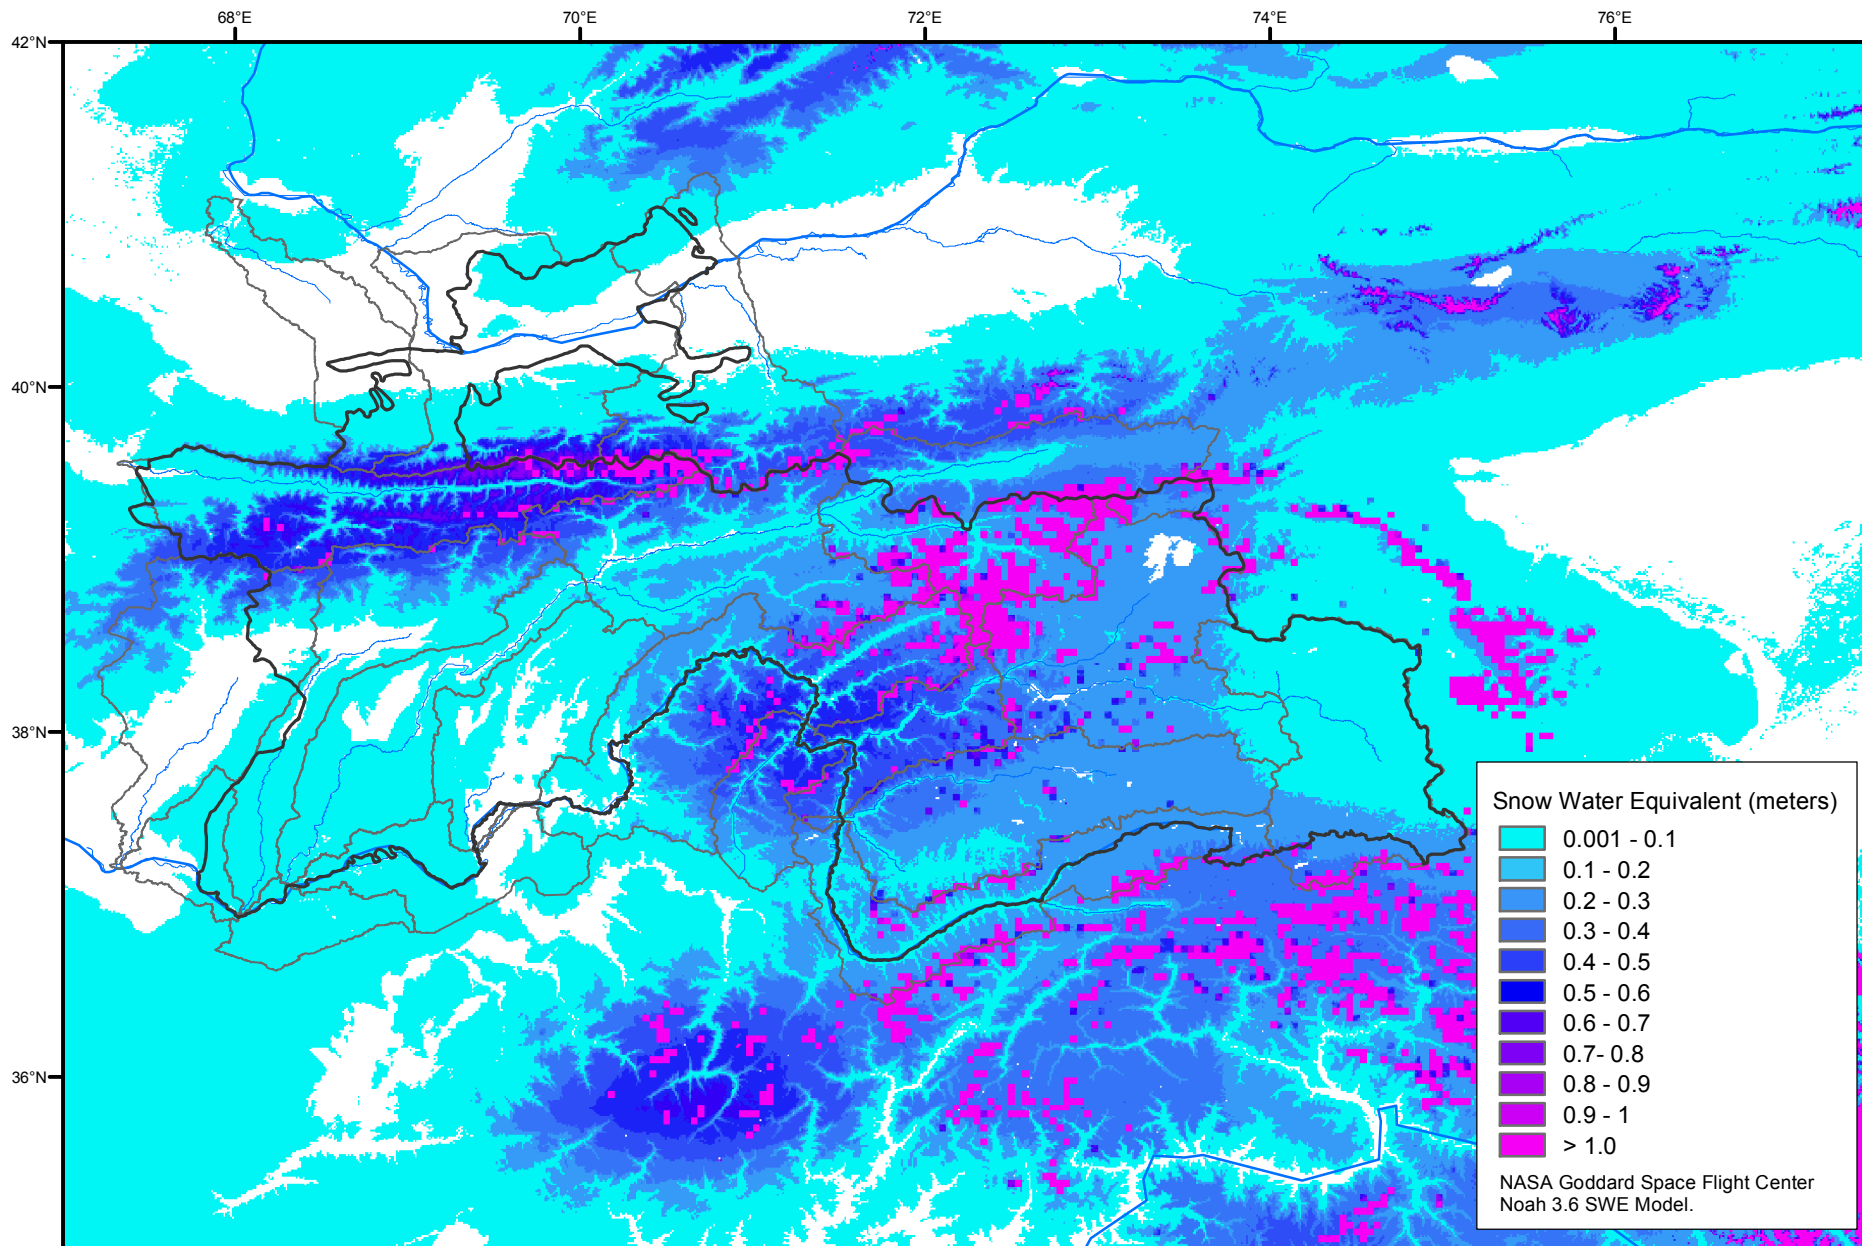 68°E 70°E 72°E 74°E 76°E
42°N
40°N
38°N
36°N
Snow Water Equivalent (meters)
0.001 - 0.1
0.1 - 0.2
0.2 - 0.3
0.3 - 0.4
0.4 - 0.5
0.5 - 0.6
0.6 - 0.7
0.7- 0.8
0.8 - 0.9
0.9 - 1
> 1.0
NASA Goddard Space Flight Center
Noah 3.6 SWE Model.